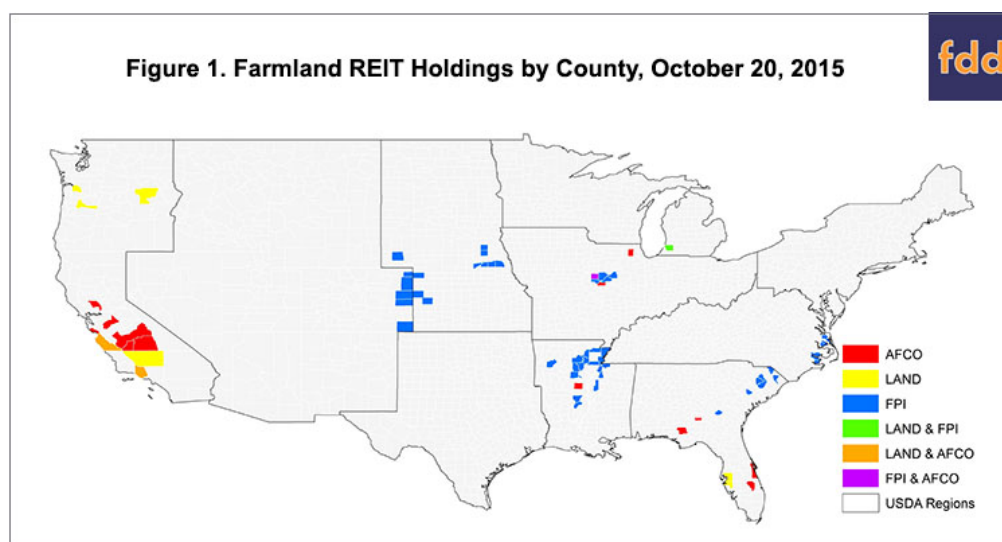 fdd
Figure 1. Farmland REIT Holdings by County, October 20, 2015
AFCO
LAND
FPI
LAND & FPI
LAND & AFCO
FPI & AFCO
USDA Regions